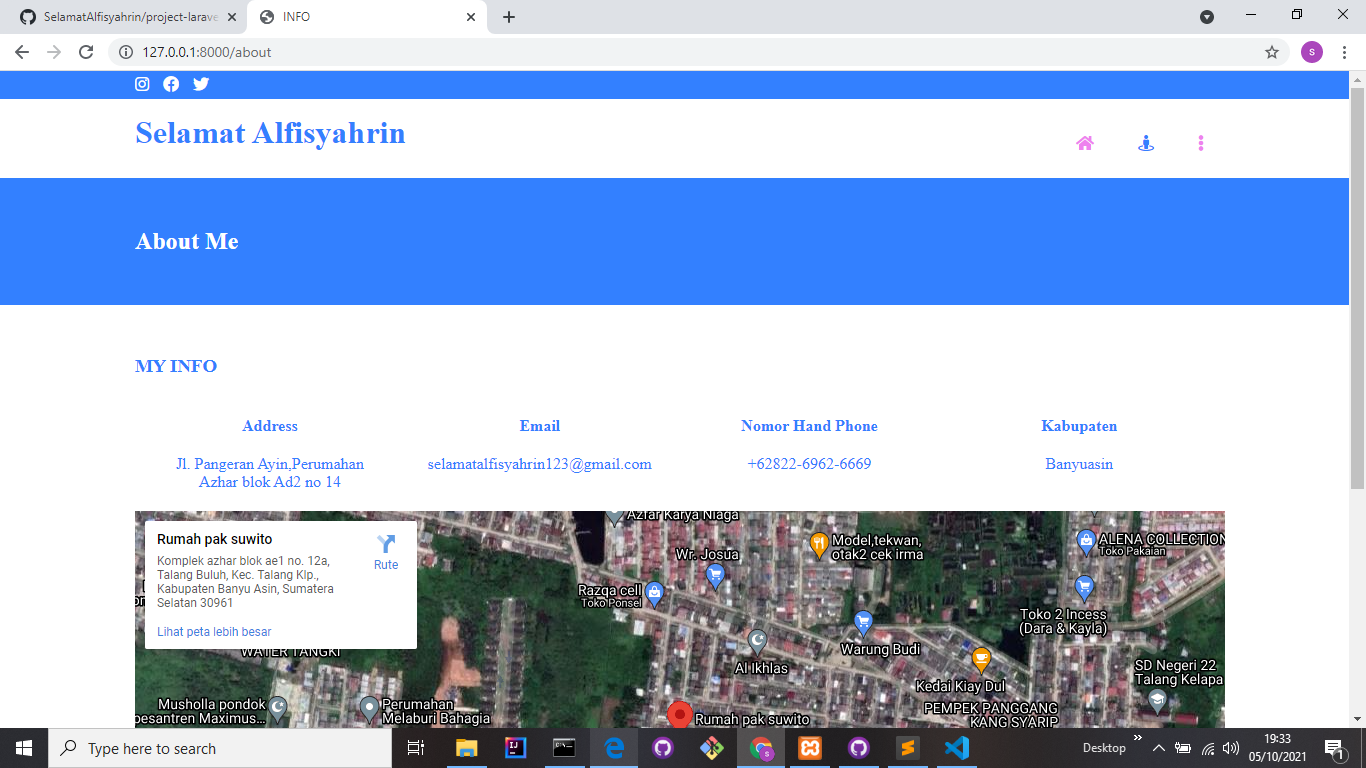 SelamatAlfisyahrin/project-larave
INFO
127.0.0.1:8000/about
S
Selamat Alfisyahrin
About Me
MY INFO
Address
Email
Nomor Hand Phone
Kabupaten
Jl. Pangeran Ayin,Perumahan
Azhar blok Ad2 no 14
selamatalfisyahrin123@gmail.com
+62822-6962-6669
Banyuasin
Rumah pak suwito
Komplek azhar blok ae1 no. 12a,
Talang Buluh, Kec. Talang Klp.,
Kabupaten Banyu Asin, Sumatera
Selatan 30961
Rute
Lihat peta lebih besar
WATER TANGKI
Azfar Karya Niaga
Wr. Josua
Model,tekwan,
otak2 cek irma
ALENA COLLECTION
Toko Pakaian
Razqa cell
Toko Ponsel
Toko 2 Incess
(Dara & Kayla)
Warung Budi
Al Ikhlas
Kedai Kiay Dul
SD Negeri 22
Talang Kelapa
Musholla pondok
pesantren Maximus...
Perumahan
Melaburi Bahagia
Rumah pak suwito
PEMPEK PANGGANG
KANG SYARIP
Type here to search
Desktop
19:33
05/10/2021
1